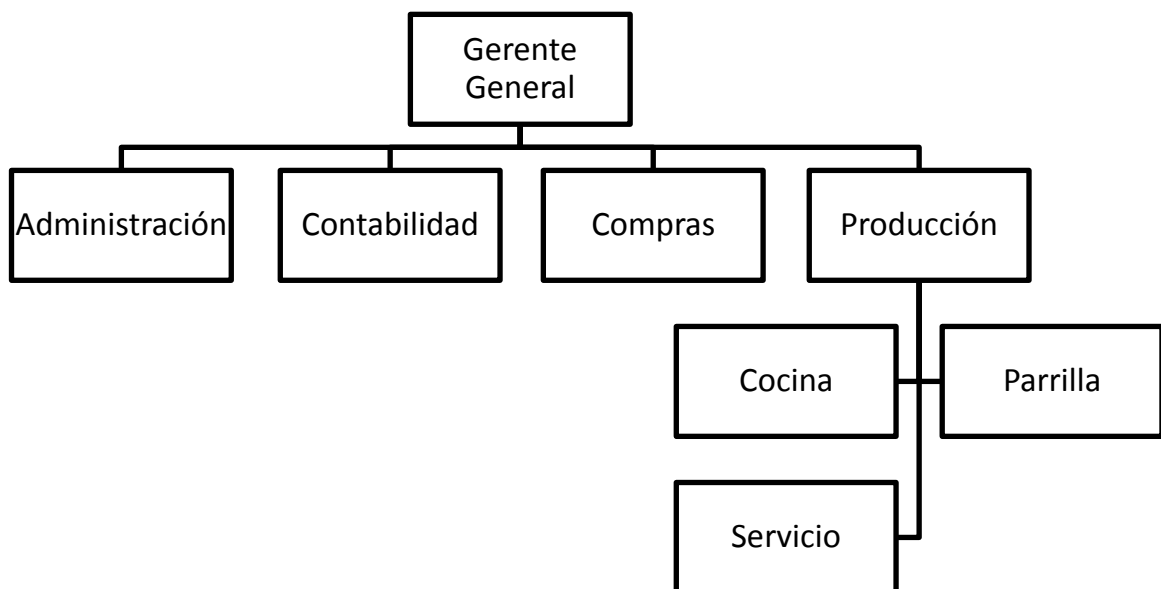 Gerente
General
Administración
Contabilidad
Compras
Producción
Cocina
Parrilla
Servicio